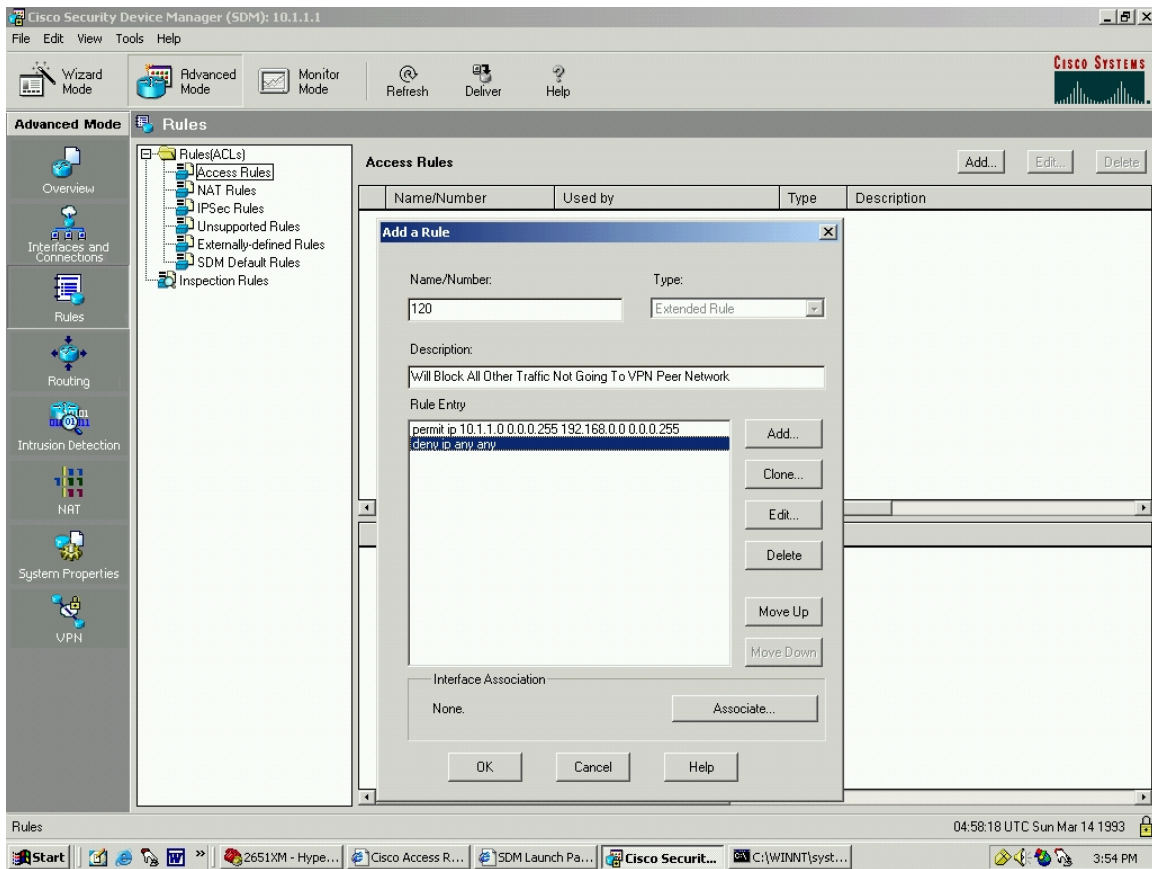 Cisco Security Device Manager (SDM): 10.1.1.1
File Edit View Tools Help
Wizard Mode
Advanced Mode
Monitor Mode
Refresh
Deliver
Help
CISCO SYSTEMS
Advanced Mode
Rules
Overview
Interfaces and Connections
Rules
Routing
Intrusion Detection
NAT
System Properties
VPN
Rules(ACLs)
Access Rules
NAT Rules
IPSec Rules
Unsupported Rules
Externally-defined Rules
SDM Default Rules
Inspection Rules
Access Rules
Add...
Edit...
Delete
Name/Number
Used by
Type
Description
Add a Rule
Name/Number:
Type:
120
Extended Rule
Description:
Will Block All Other Traffic Not Going To VPN Peer Network
Rule Entry
permit ip 10.1.1.0 0.0.0.255 192.168.0.0 0.0.0.255
deny ip any any
Add...
Clone...
Edit...
Delete
Move Up
Move Down
Interface Association
None.
Associate...
OK
Cancel
Help
Rules
04:58:18 UTC Sun Mar 14 1993
Start
2651XM - Hype...
Cisco Access R...
SDM Launch Pa...
Cisco Securit...
C:\WINNT\syst...
3:54 PM